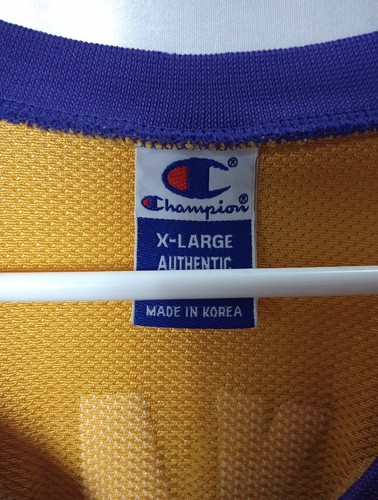 Champion®
X-LARGE
AUTHENTIC
MADE IN KOREA